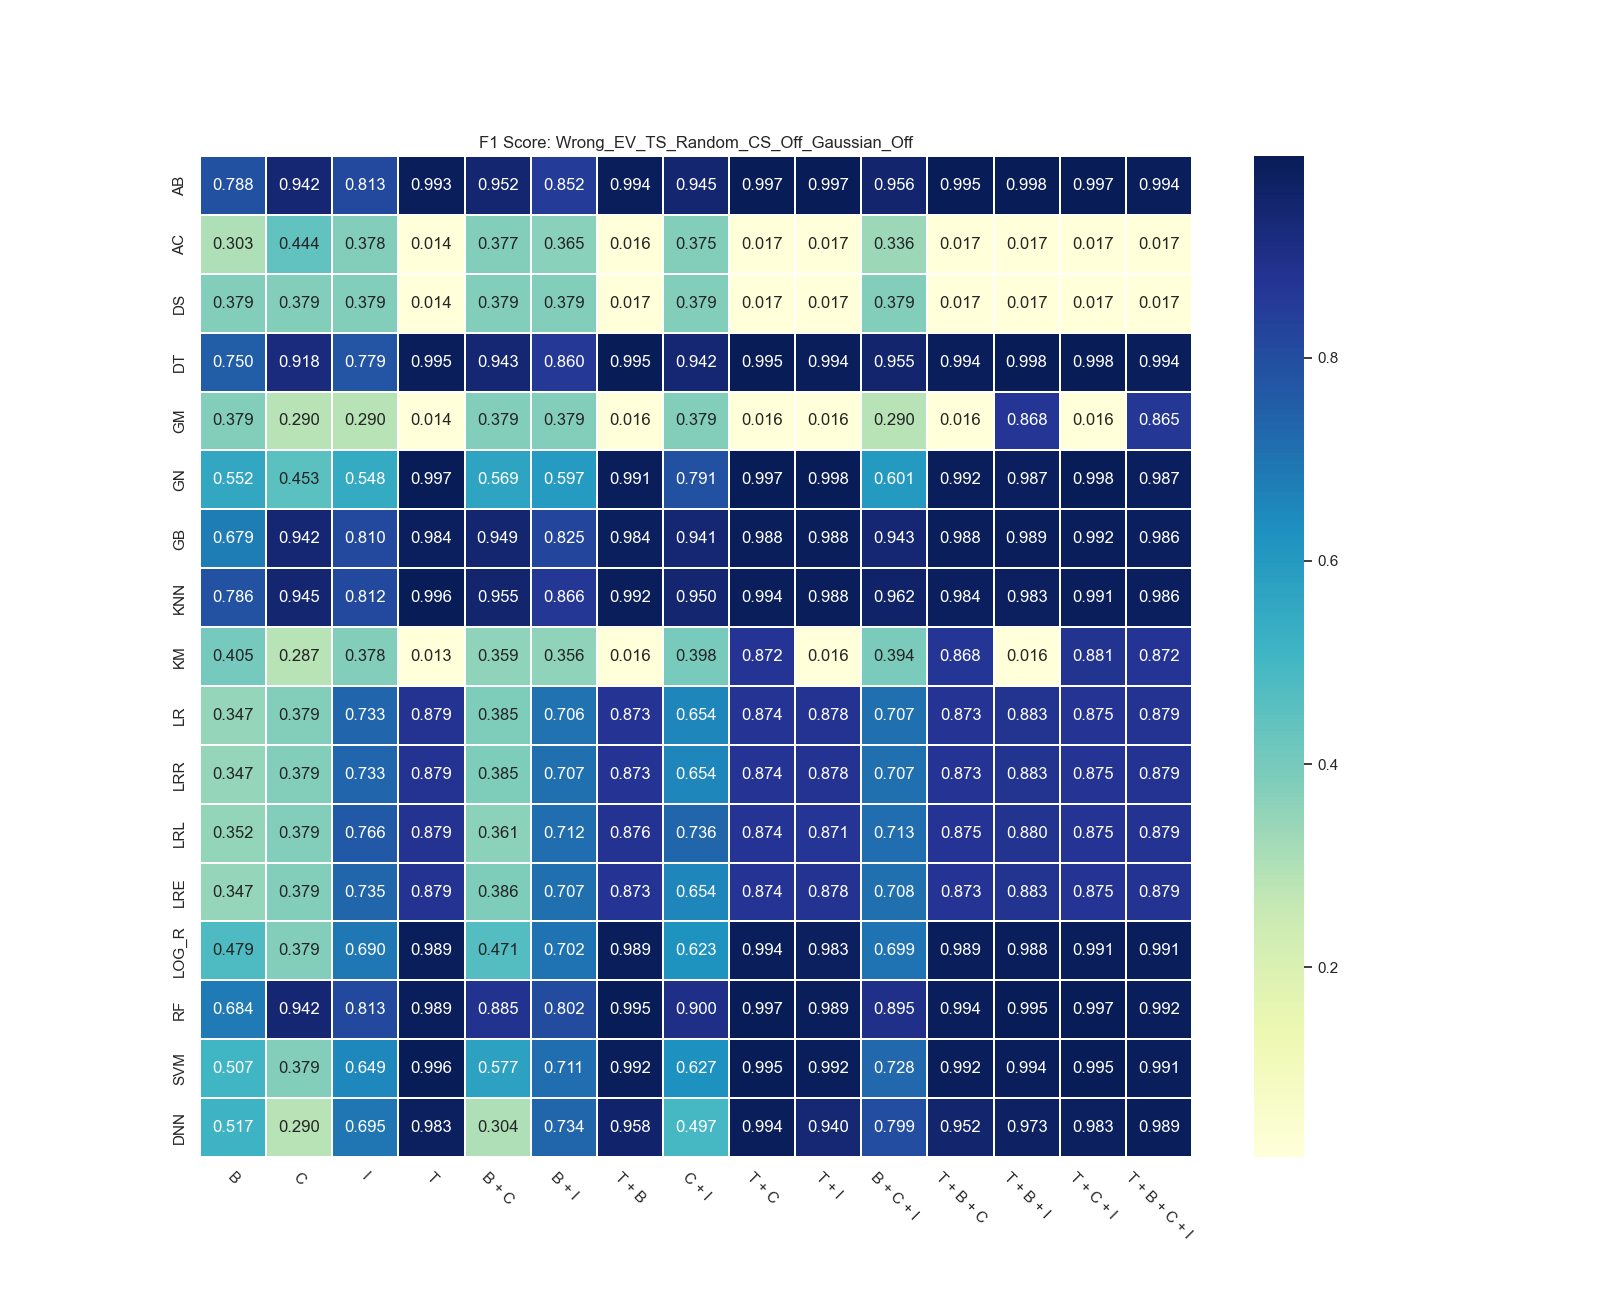 F1 Score: Wrong_EV_TS_Random_CS_Off_Gaussian_Off
AB 0.788 0.942 0.813 0.993 0.952 0.852 0.994 0.945 0.997 0.997 0.956 0.995 0.998 0.997 0.994
AC 0.303 0.444 0.378 0.014 0.377 0.365 0.016 0.375 0.017 0.017 0.336 0.017 0.017 0.017 0.017
DS 0.379 0.379 0.379 0.014 0.379 0.379 0.017 0.379 0.017 0.017 0.379 0.017 0.017 0.017 0.017
DT 0.750 0.918 0.779 0.995 0.943 0.860 0.995 0.942 0.995 0.994 0.955 0.994 0.998 0.998 0.994
GM 0.379 0.290 0.290 0.014 0.379 0.379 0.016 0.379 0.016 0.016 0.290 0.016 0.868 0.016 0.865
GN 0.552 0.453 0.548 0.997 0.569 0.597 0.991 0.791 0.997 0.998 0.601 0.992 0.987 0.998 0.987
GB 0.679 0.942 0.810 0.984 0.949 0.825 0.984 0.941 0.988 0.988 0.943 0.988 0.989 0.992 0.986
KNN 0.786 0.945 0.812 0.996 0.955 0.866 0.992 0.950 0.994 0.988 0.962 0.984 0.983 0.991 0.986
KM 0.405 0.287 0.378 0.013 0.359 0.356 0.016 0.398 0.872 0.016 0.394 0.868 0.016 0.881 0.872
LR 0.347 0.379 0.733 0.879 0.385 0.706 0.873 0.654 0.874 0.878 0.707 0.873 0.883 0.875 0.879
LRR 0.347 0.379 0.733 0.879 0.385 0.707 0.873 0.654 0.874 0.878 0.707 0.873 0.883 0.875 0.879
LRL 0.352 0.379 0.766 0.879 0.361 0.712 0.876 0.736 0.874 0.871 0.713 0.875 0.880 0.875 0.879
LRE 0.347 0.379 0.735 0.879 0.386 0.707 0.873 0.654 0.874 0.878 0.708 0.873 0.883 0.875 0.879
LOG_R 0.479 0.379 0.690 0.989 0.471 0.702 0.989 0.623 0.994 0.983 0.699 0.989 0.988 0.991 0.991
RF 0.684 0.942 0.813 0.989 0.885 0.802 0.995 0.900 0.997 0.989 0.895 0.994 0.995 0.997 0.992
SVM 0.507 0.379 0.649 0.996 0.577 0.711 0.992 0.627 0.995 0.992 0.728 0.992 0.994 0.995 0.991
DNN 0.517 0.290 0.695 0.983 0.304 0.734 0.958 0.497 0.994 0.940 0.799 0.952 0.973 0.983 0.989
B C I T B + C B + I T + B C + I T + C T + I B + C + I T + B + C T + B + I T + C + I T + B + C + I
0.8
0.6
0.4
0.2